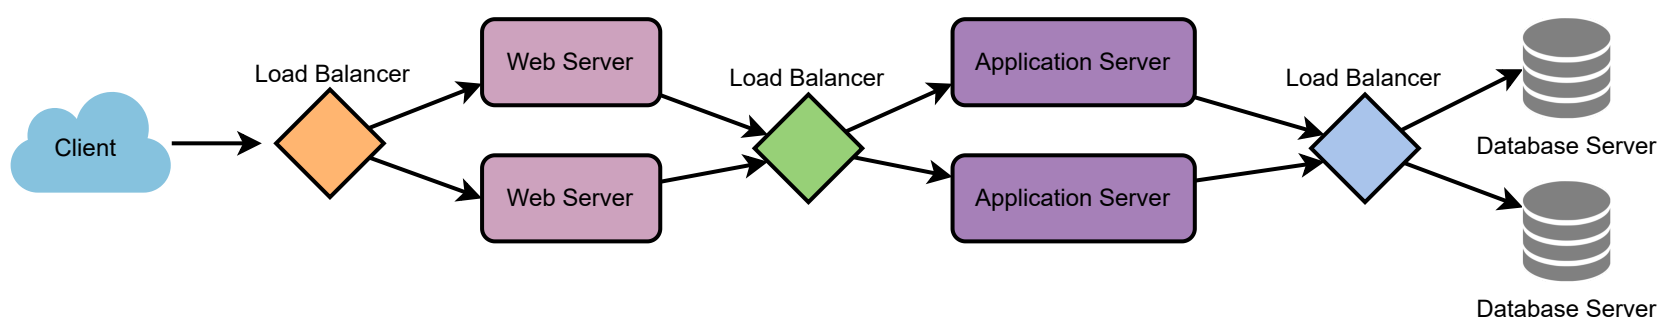 Client
Load Balancer
Web Server
Web Server
Load Balancer
Application Server
Application Server
Load Balancer
Database Server
Database Server